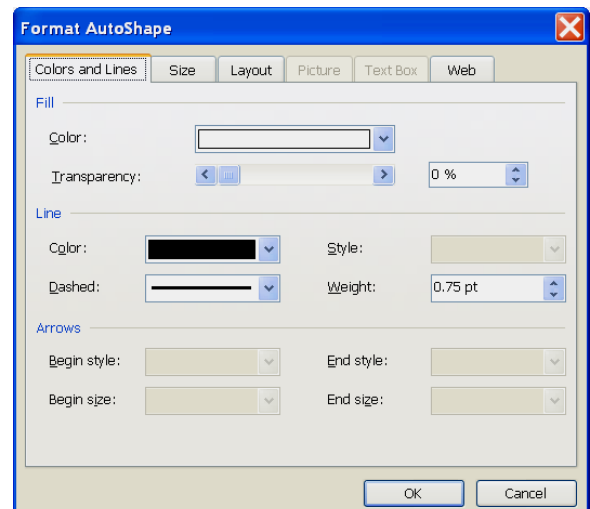 Format AutoShape
Colors and Lines Size Layout Picture Text Box Web
Fill
Color:
Transparency: 0 %
Line
Color: Style:
Dashed: Weight: 0.75 pt
Arrows
Begin style: End style:
Begin size: End size:
OK Cancel